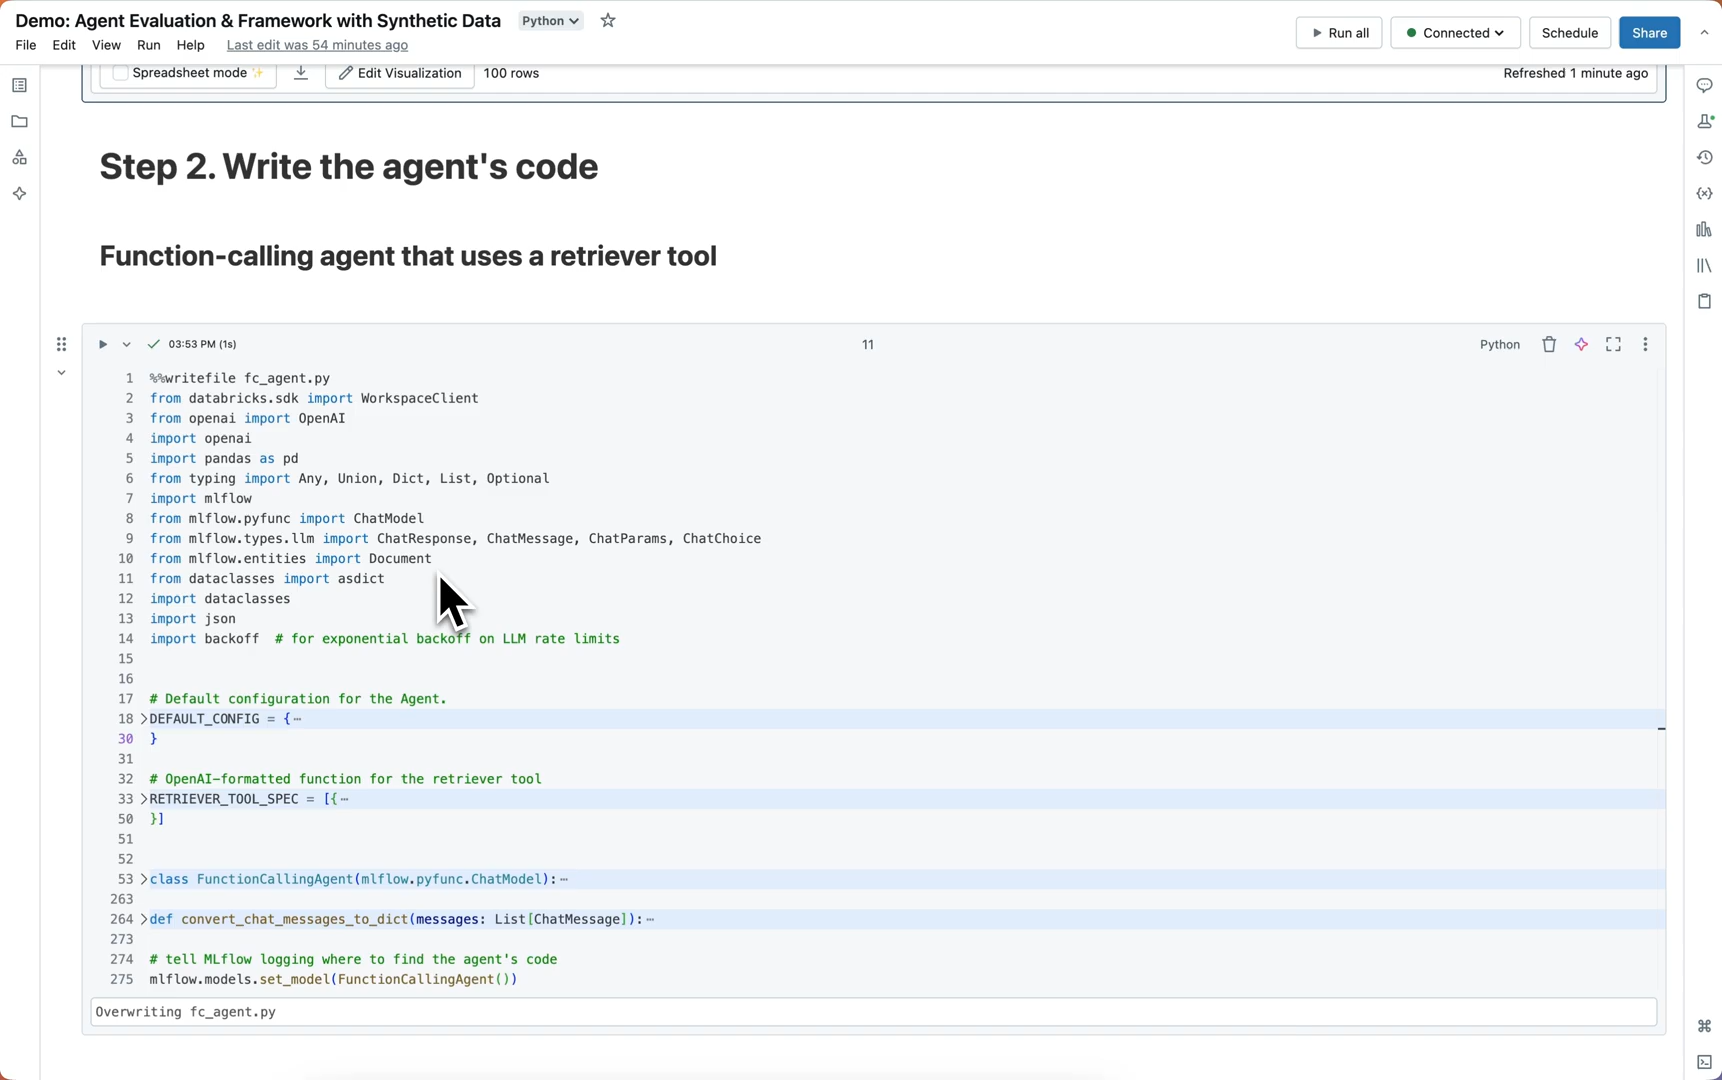 Demo: Agent Evaluation & Framework with Synthetic Data Python
Run all Connected Schedule Share
File Edit View Run Help Last edit was 54 minutes ago
Spreadsheet mode Edit Visualization 100 rows Refreshed 1 minute ago
Step 2. Write the agent's code
Function-calling agent that uses a retriever tool
03:53 PM (1s) 11 Python
1 %%writefile fc_agent.py
2 from databricks.sdk import WorkspaceClient
3 from openai import OpenAI
4 import openai
5 import pandas as pd
6 from typing import Any, Union, Dict, List, Optional
7 import mlflow
8 from mlflow.pyfunc import ChatModel
9 from mlflow.types.llm import ChatResponse, ChatMessage, ChatParams, ChatChoice
10 from mlflow.entities import Document
11 from dataclasses import asdict
12 import dataclasses
13 import json
14 import backoff # for exponential backoff on LLM rate limits
15
16
17 # Default configuration for the Agent.
18 >DEFAULT_CONFIG = {⋯
30 }
31
32 # OpenAI-formatted function for the retriever tool
33 >RETRIEVER_TOOL_SPEC = [{⋯
50 }]
51
52
53 >class FunctionCallingAgent(mlflow.pyfunc.ChatModel):⋯
263
264 >def convert_chat_messages_to_dict(messages: List[ChatMessage]):⋯
273
274 # tell MLflow logging where to find the agent's code
275 mlflow.models.set_model(FunctionCallingAgent())
Overwriting fc_agent.py